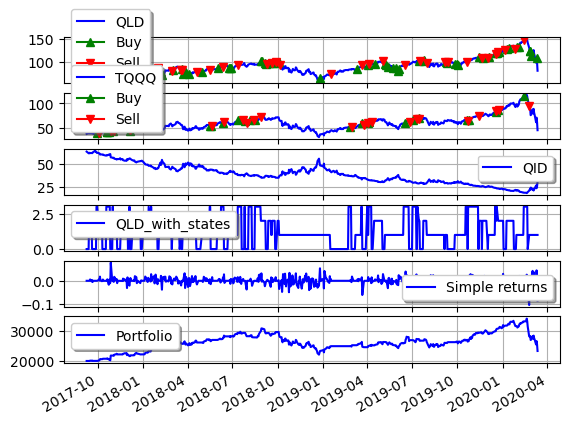 QLD
Buy
Sell
150
100
TQQQ
Buy
Sell
100
50
QID
50
25
QLD_with_states
2.5
0.0
Simple returns
0.0
−0.1
Portfolio
30000
20000
2017-10 2018-01 2018-04 2018-07 2018-10 2019-01 2019-04 2019-07 2019-10 2020-01 2020-04